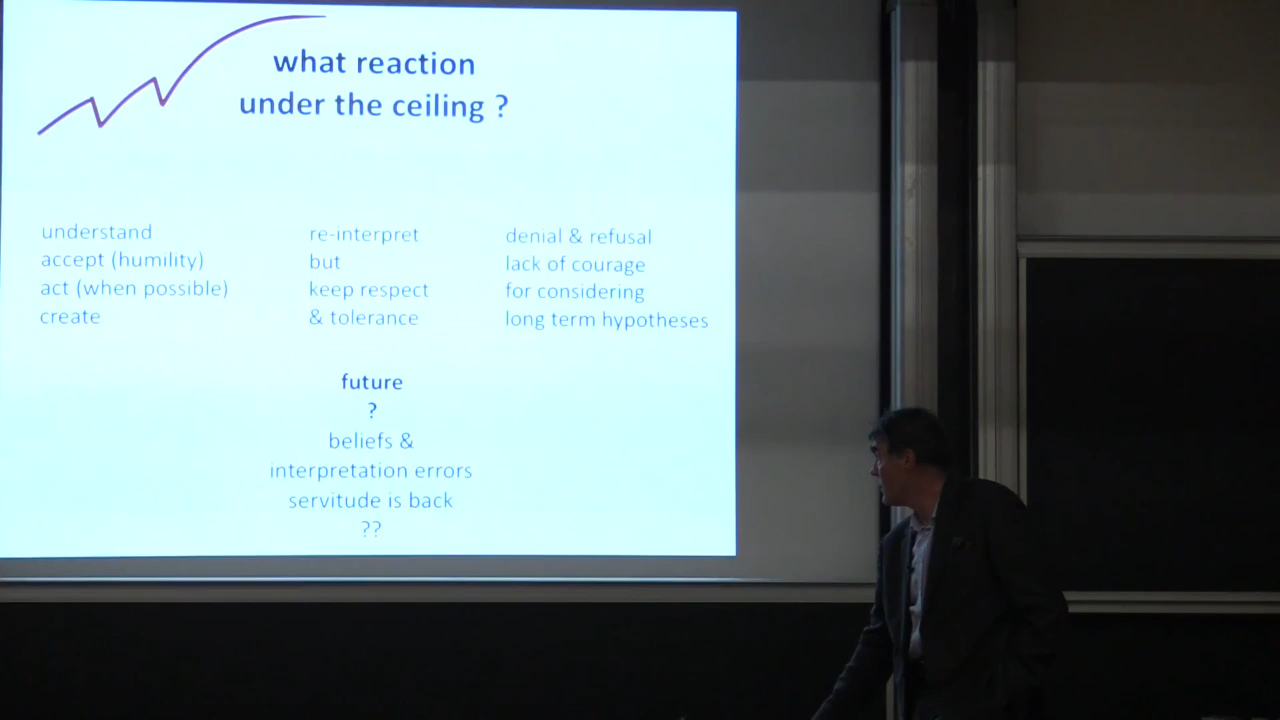 what reaction
under the ceiling ?
understand
accept (humility)
act (when possible)
create
re-interpret
but
keep respect
& tolerance
denial & refusal
lack of courage
for considering
long term hypotheses
future
?
beliefs &
interpretation errors
servitude is back
??